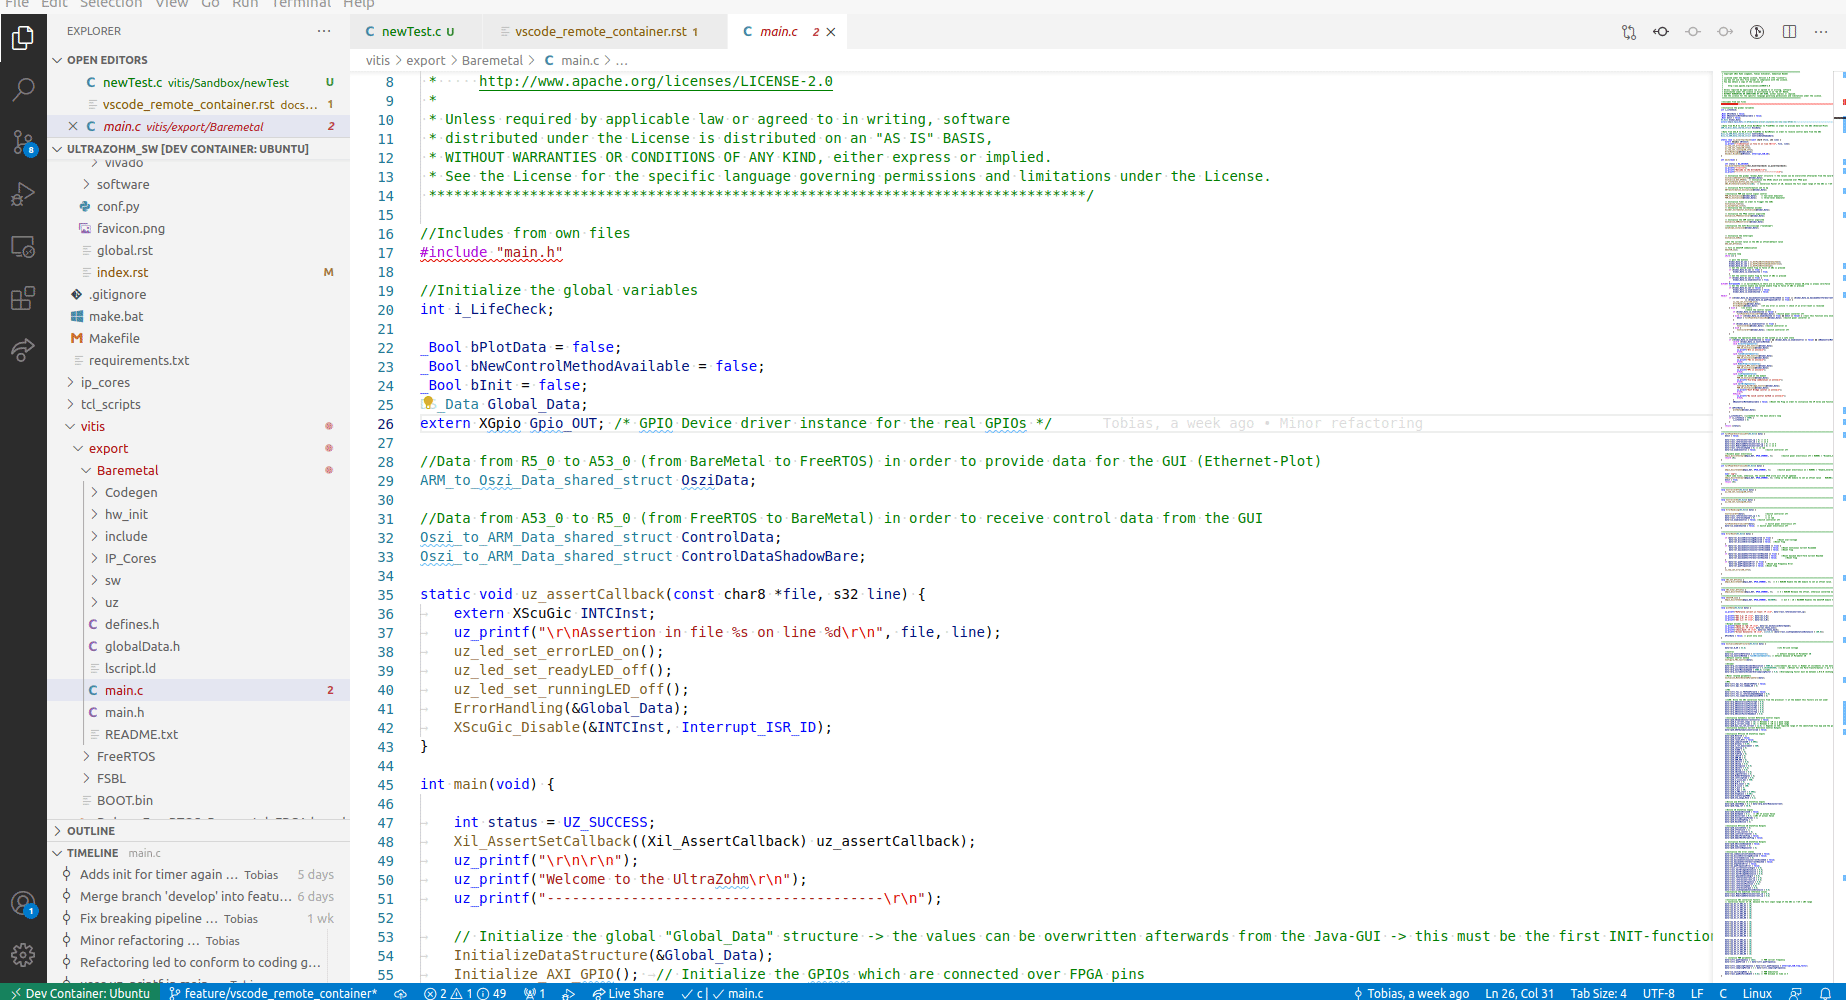 File Edit Selection View Go Run Terminal Help
EXPLORER
OPEN EDITORS
newTest.c vitis/Sandbox/newTest U
vscode_remote_container.rst docs... 1
main.c vitis/export/Baremetal 2
ULTRAZOHM_SW [DEV CONTAINER: UBUNTU]
vivado
software
conf.py
favicon.png
global.rst
index.rst M
.gitignore
make.bat
Makefile
requirements.txt
ip_cores
tcl_scripts
vitis
export
Baremetal
Codegen
hw_init
include
IP_Cores
sw
uz
defines.h
globalData.h
lscript.ld
main.c 2
main.h
README.txt
FreeRTOS
FSBL
BOOT.bin
OUTLINE
TIMELINE main.c
Adds init for timer again ... Tobias 5 days
Merge branch 'develop' into featu... 6 days
Fix breaking pipeline ... Tobias 1 wk
Minor refactoring ... Tobias
Refactoring led to conform to coding g...
newTest.c U
vscode_remote_container.rst 1
main.c 2
vitis > export > Baremetal > C main.c > ...
8 * http://www.apache.org/licenses/LICENSE-2.0
9 *
10 * Unless required by applicable law or agreed to in writing, software
11 * distributed under the License is distributed on an "AS IS" BASIS,
12 * WITHOUT WARRANTIES OR CONDITIONS OF ANY KIND, either express or implied.
13 * See the License for the specific language governing permissions and limitations under the License.
14 ******************************************************************************/
15
16 //Includes from own files
17 #include "main.h"
18
19 //Initialize the global variables
20 int i_LifeCheck;
21
22 _Bool bPlotData = false;
23 _Bool bNewControlMethodAvailable = false;
24 _Bool bInit = false;
25 _Data Global_Data;
26 extern XGpio Gpio_OUT; /* GPIO Device driver instance for the real GPIOs */ Tobias, a week ago • Minor refactoring
27
28 //Data from R5_0 to A53_0 (from BareMetal to FreeRTOS) in order to provide data for the GUI (Ethernet-Plot)
29 ARM_to_Oszi_Data_shared_struct OsziData;
30
31 //Data from A53_0 to R5_0 (from FreeRTOS to BareMetal) in order to receive control data from the GUI
32 Oszi_to_ARM_Data_shared_struct ControlData;
33 Oszi_to_ARM_Data_shared_struct ControlDataShadowBare;
34
35 static void uz_assertCallback(const char8 *file, s32 line) {
36 extern XScuGic INTCInst;
37 uz_printf("\r\nAssertion in file %s on line %d\r\n", file, line);
38 uz_led_set_errorLED_on();
39 uz_led_set_readyLED_off();
40 uz_led_set_runningLED_off();
41 ErrorHandling(&Global_Data);
42 XScuGic_Disable(&INTCInst, Interrupt_ISR_ID);
43 }
44
45 int main(void) {
46
47 int status = UZ_SUCCESS;
48 Xil_AssertSetCallback((Xil_AssertCallback) uz_assertCallback);
49 uz_printf("\r\n\r\n");
50 uz_printf("Welcome to the UltraZohm\r\n");
51 uz_printf("----------------------------------------\r\n");
52
53 // Initialize the global "Global_Data" structure -> the values can be overwritten afterwards from the Java-GUI -> this must be the first INIT-function
54 InitializeDataStructure(&Global_Data);
55 Initialize_AXI_GPIO(); // Initialize the GPIOs which are connected over FPGA pins
8
1
Dev Container: Ubuntu feature/vscode_remote_container* 2 1 49 1 Live Share c main.c Tobias, a week ago Ln 26, Col 31 Tab Size: 4 UTF-8 LF C Linux